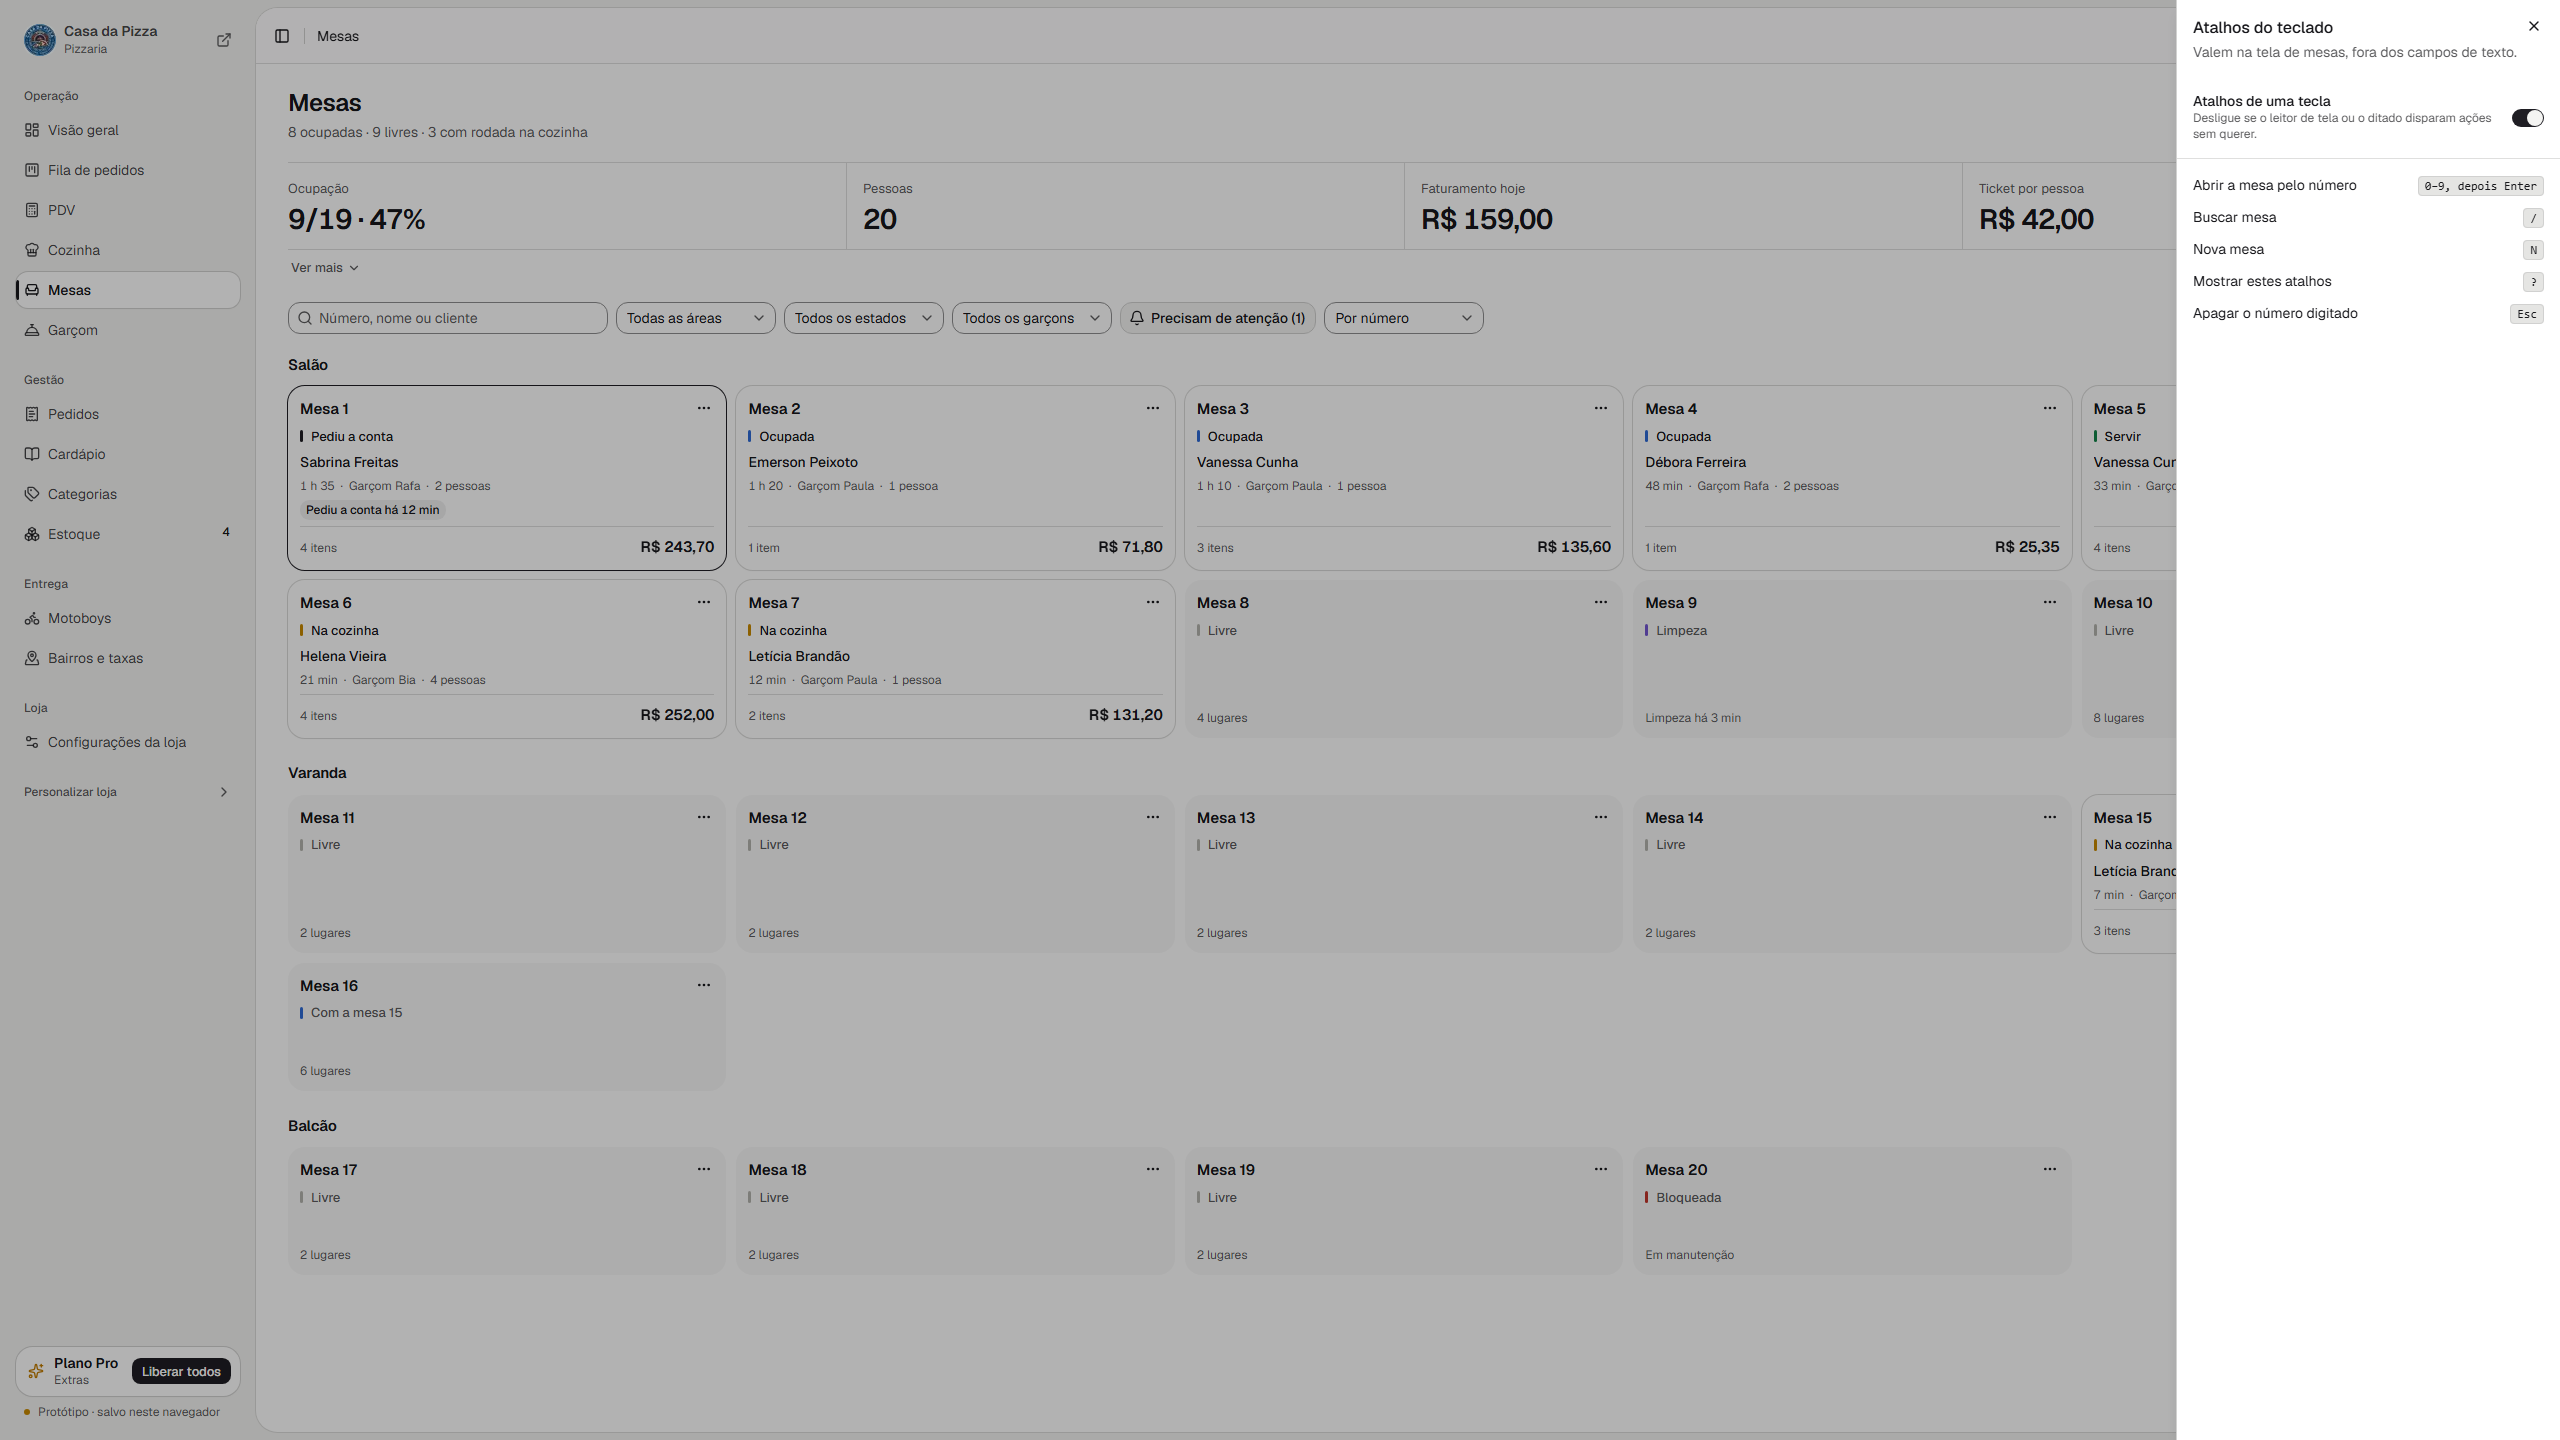 Casa da Pizza
Pizzaria
Operação
Visão geral
Fila de pedidos
PDV
Cozinha
Mesas
Garçom
Gestão
Pedidos
Cardápio
Categorias
Estoque 4
Entrega
Motoboys
Bairros e taxas
Loja
Configurações da loja
Personalizar loja
Plano Pro
Extras
Liberar todos
Protótipo · salvo neste navegador
Mesas
Mesas
8 ocupadas · 9 livres · 3 com rodada na cozinha
Ocupação
9/19 · 47%
Pessoas
20
Faturamento hoje
R$ 159,00
Ticket por pessoa
R$ 42,00
Ver mais
Número, nome ou cliente
Todas as áreas
Todos os estados
Todos os garçons
Precisam de atenção (1)
Por número
Salão
Mesa 1
Pediu a conta
Sabrina Freitas
1 h 35 · Garçom Rafa · 2 pessoas
Pediu a conta há 12 min
4 itens R$ 243,70
Mesa 2
Ocupada
Emerson Peixoto
1 h 20 · Garçom Paula · 1 pessoa
1 item R$ 71,80
Mesa 3
Ocupada
Vanessa Cunha
1 h 10 · Garçom Paula · 1 pessoa
3 itens R$ 135,60
Mesa 4
Ocupada
Débora Ferreira
48 min · Garçom Rafa · 2 pessoas
1 item R$ 25,35
Mesa 5
Servir
Vanessa Cur
33 min · Garço
4 itens
Mesa 6
Na cozinha
Helena Vieira
21 min · Garçom Bia · 4 pessoas
4 itens R$ 252,00
Mesa 7
Na cozinha
Letícia Brandão
12 min · Garçom Paula · 1 pessoa
2 itens R$ 131,20
Mesa 8
Livre
4 lugares
Mesa 9
Limpeza
Limpeza há 3 min
Mesa 10
Livre
8 lugares
Varanda
Mesa 11
Livre
2 lugares
Mesa 12
Livre
2 lugares
Mesa 13
Livre
2 lugares
Mesa 14
Livre
2 lugares
Mesa 15
Na cozinha
Letícia Branc
7 min · Garçon
3 itens
Mesa 16
Com a mesa 15
6 lugares
Balcão
Mesa 17
Livre
2 lugares
Mesa 18
Livre
2 lugares
Mesa 19
Livre
2 lugares
Mesa 20
Bloqueada
Em manutenção
Atalhos do teclado
Valem na tela de mesas, fora dos campos de texto.
Atalhos de uma tecla
Desligue se o leitor de tela ou o ditado disparam ações
sem querer.
Abrir a mesa pelo número 0–9, depois Enter
Buscar mesa /
Nova mesa N
Mostrar estes atalhos ?
Apagar o número digitado Esc